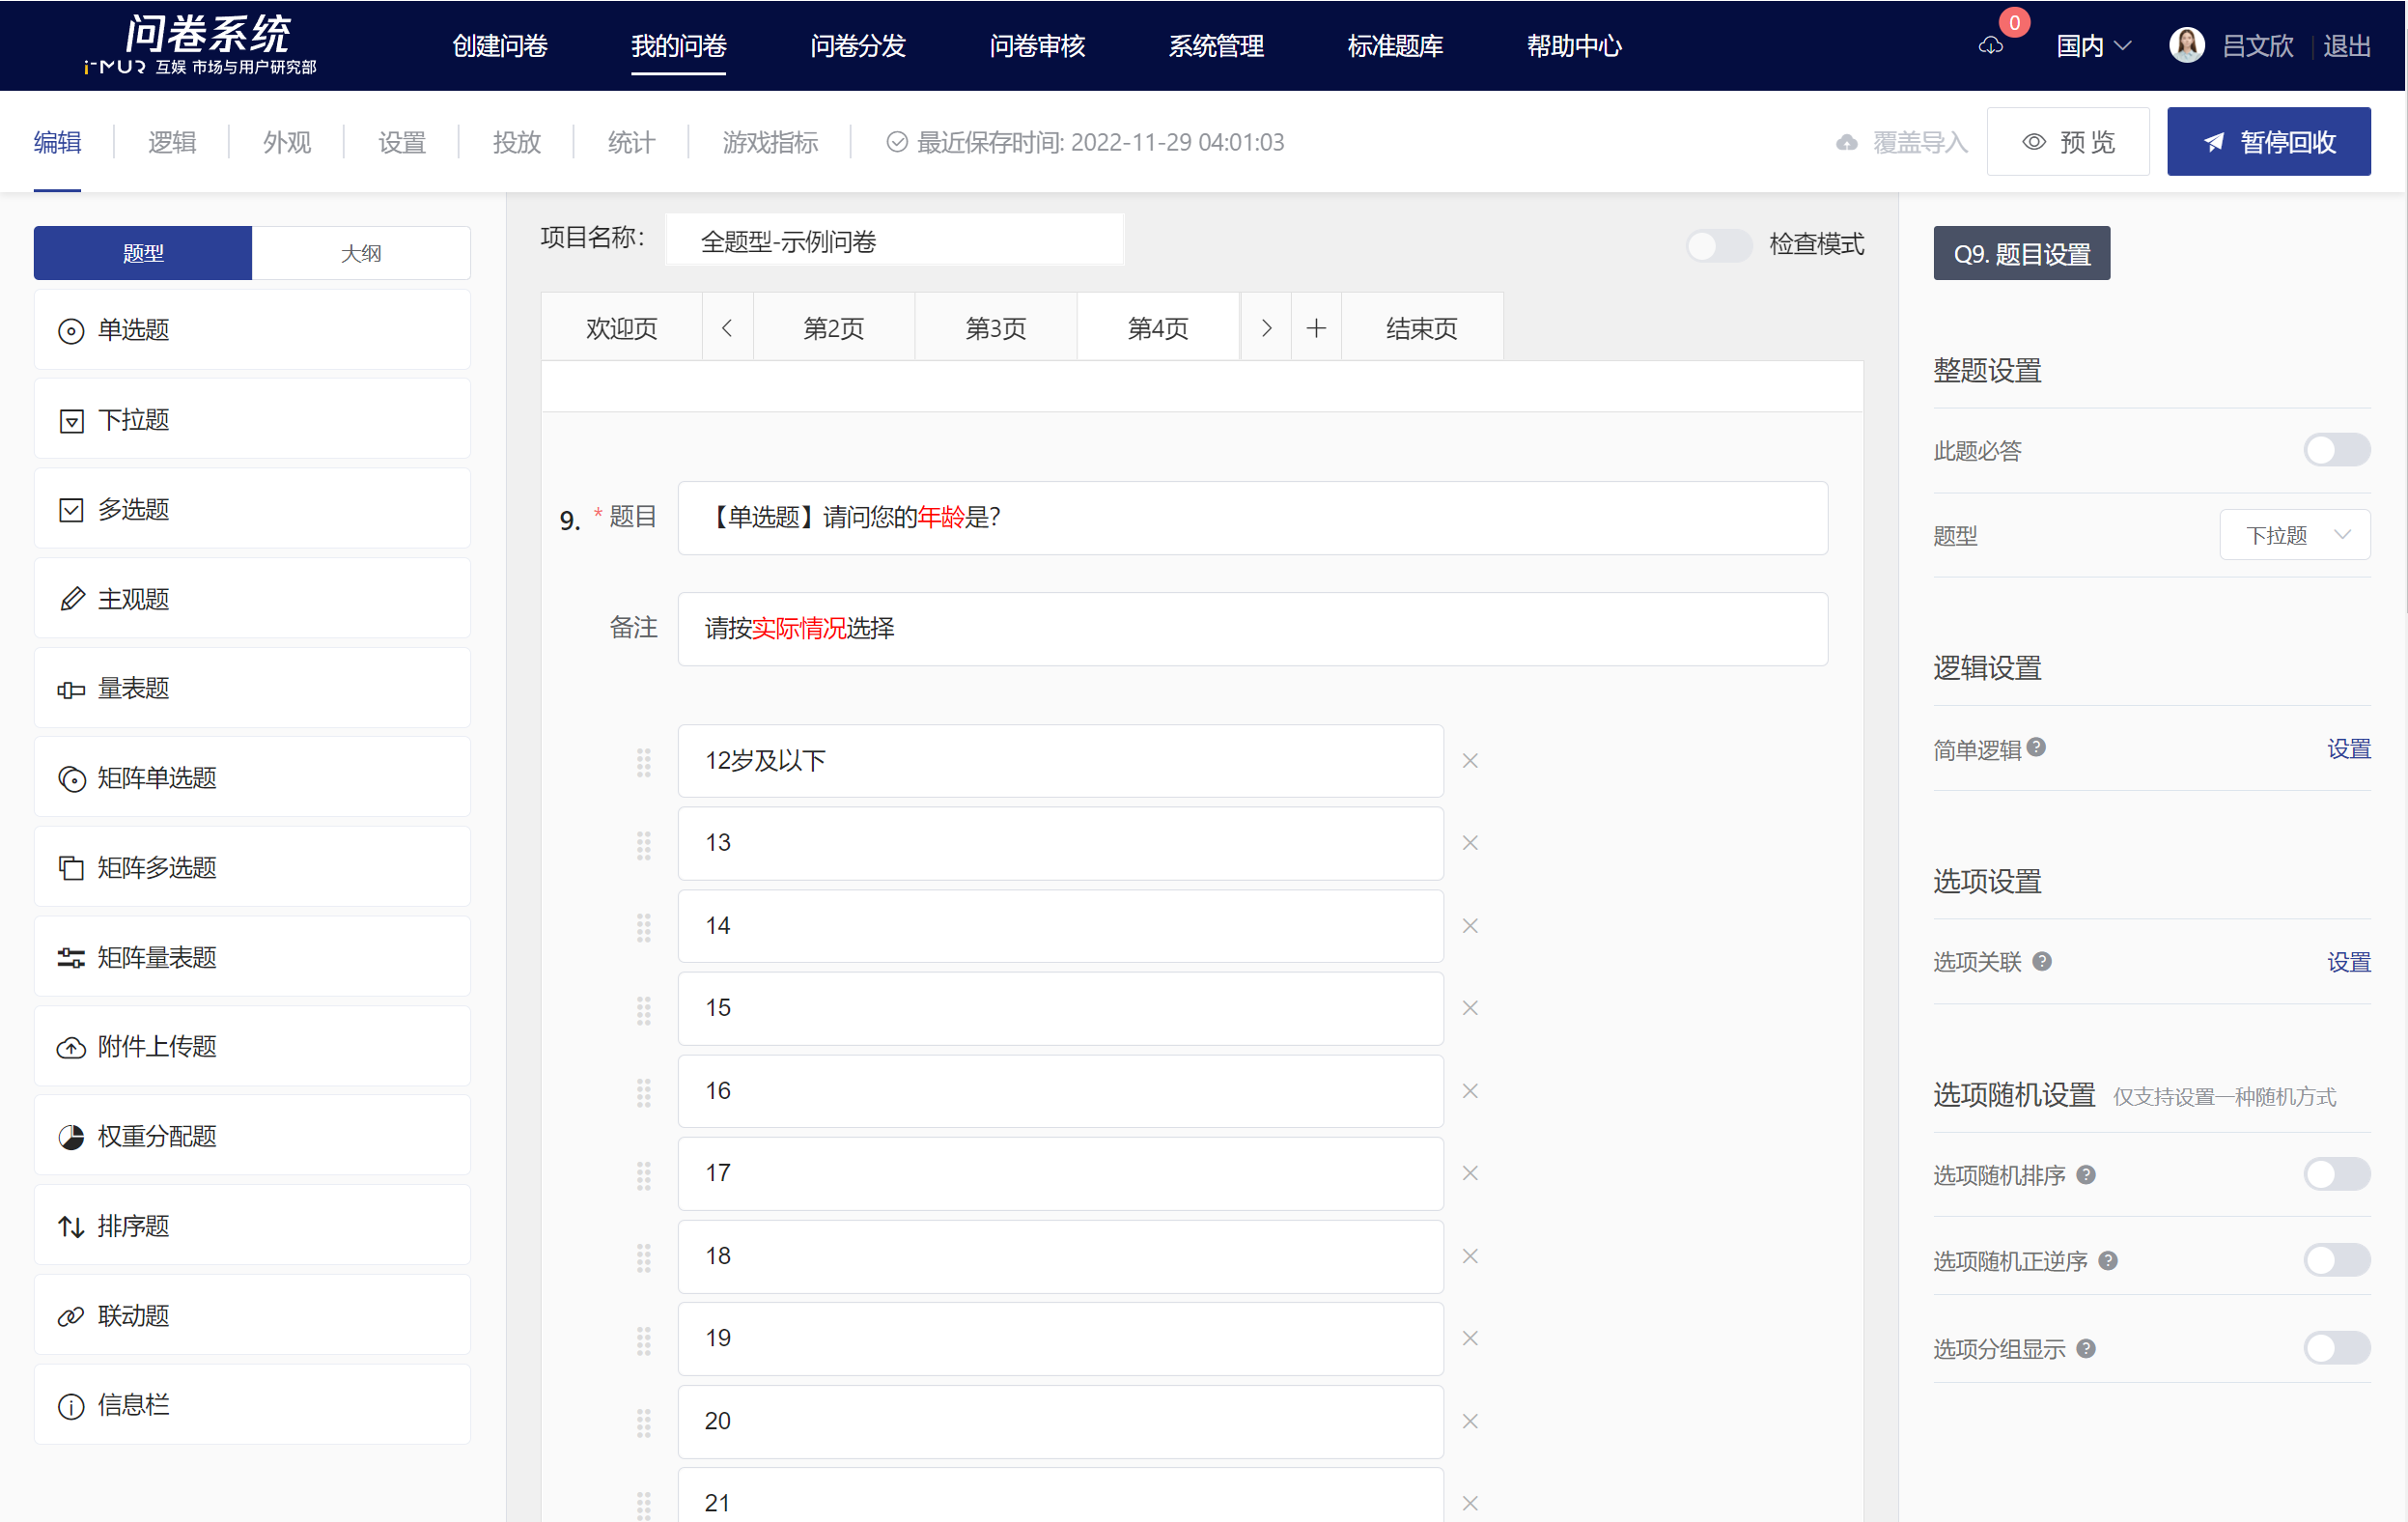 问卷系统
i-MUR 互娱 市场与用户研究部
创建问卷
我的问卷
问卷分发
问卷审核
系统管理
标准题库
帮助中心
0
国内
吕文欣
退出
编辑
逻辑
外观
设置
投放
统计
游戏指标
最近保存时间: 2022-11-29 04:01:03
覆盖导入
预 览
暂停回收
题型
大纲
单选题
下拉题
多选题
主观题
量表题
矩阵单选题
矩阵多选题
矩阵量表题
附件上传题
权重分配题
排序题
联动题
信息栏
项目名称:
全题型-示例问卷
检查模式
欢迎页
第2页
第3页
第4页
结束页
9. * 题目
【单选题】请问您的年龄是?
备注
请按实际情况选择
12岁及以下
13
14
15
16
17
18
19
20
21
Q9. 题目设置
整题设置
此题必答
题型
下拉题
逻辑设置
简单逻辑
设置
选项设置
选项关联
设置
选项随机设置 仅支持设置一种随机方式
选项随机排序
选项随机正逆序
选项分组显示